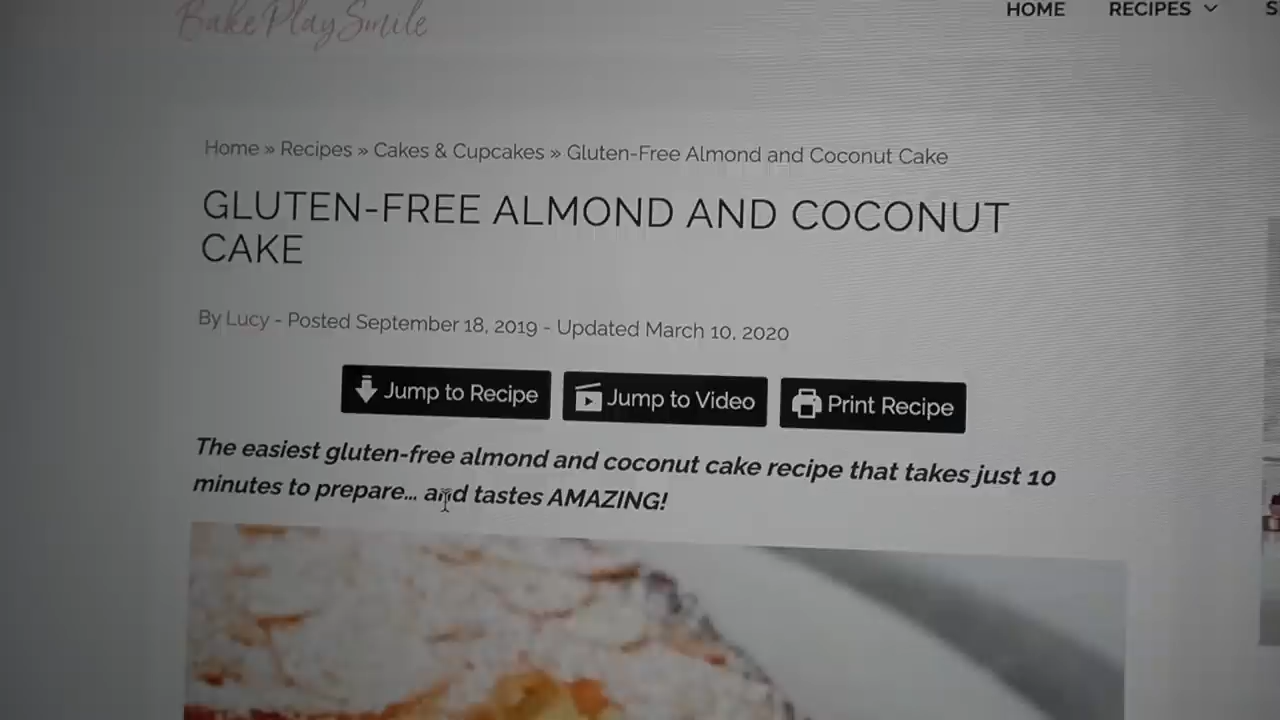 BakePlaySmile
HOME RECIPES
Home » Recipes » Cakes & Cupcakes » Gluten-Free Almond and Coconut Cake
GLUTEN-FREE ALMOND AND COCONUT
CAKE
By Lucy - Posted September 18, 2019 - Updated March 10, 2020
Jump to Recipe Jump to Video Print Recipe
The easiest gluten-free almond and coconut cake recipe that takes just 10
minutes to prepare... and tastes AMAZING!